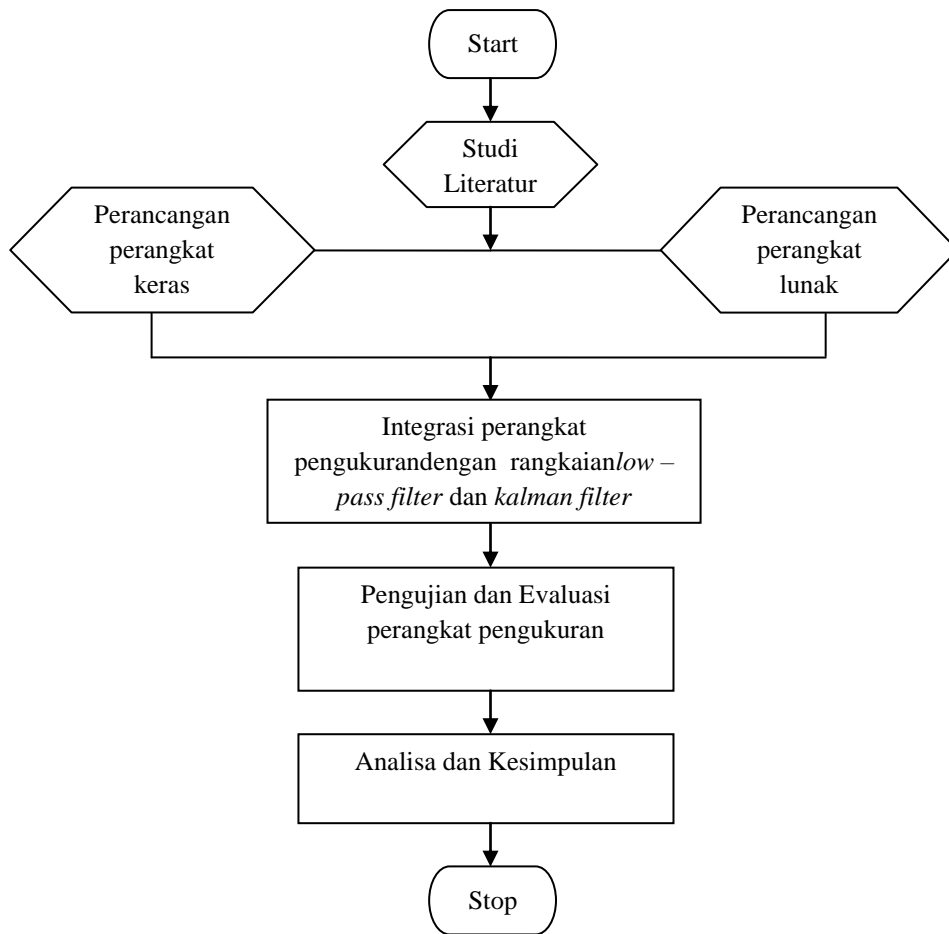 Start
Studi
Literatur
Perancangan
perangkat
keras
Perancangan
perangkat
lunak
Integrasi perangkat
pengukurandengan rangkaianlow –
pass filter dan kalman filter
Pengujian dan Evaluasi
perangkat pengukuran
Analisa dan Kesimpulan
Stop